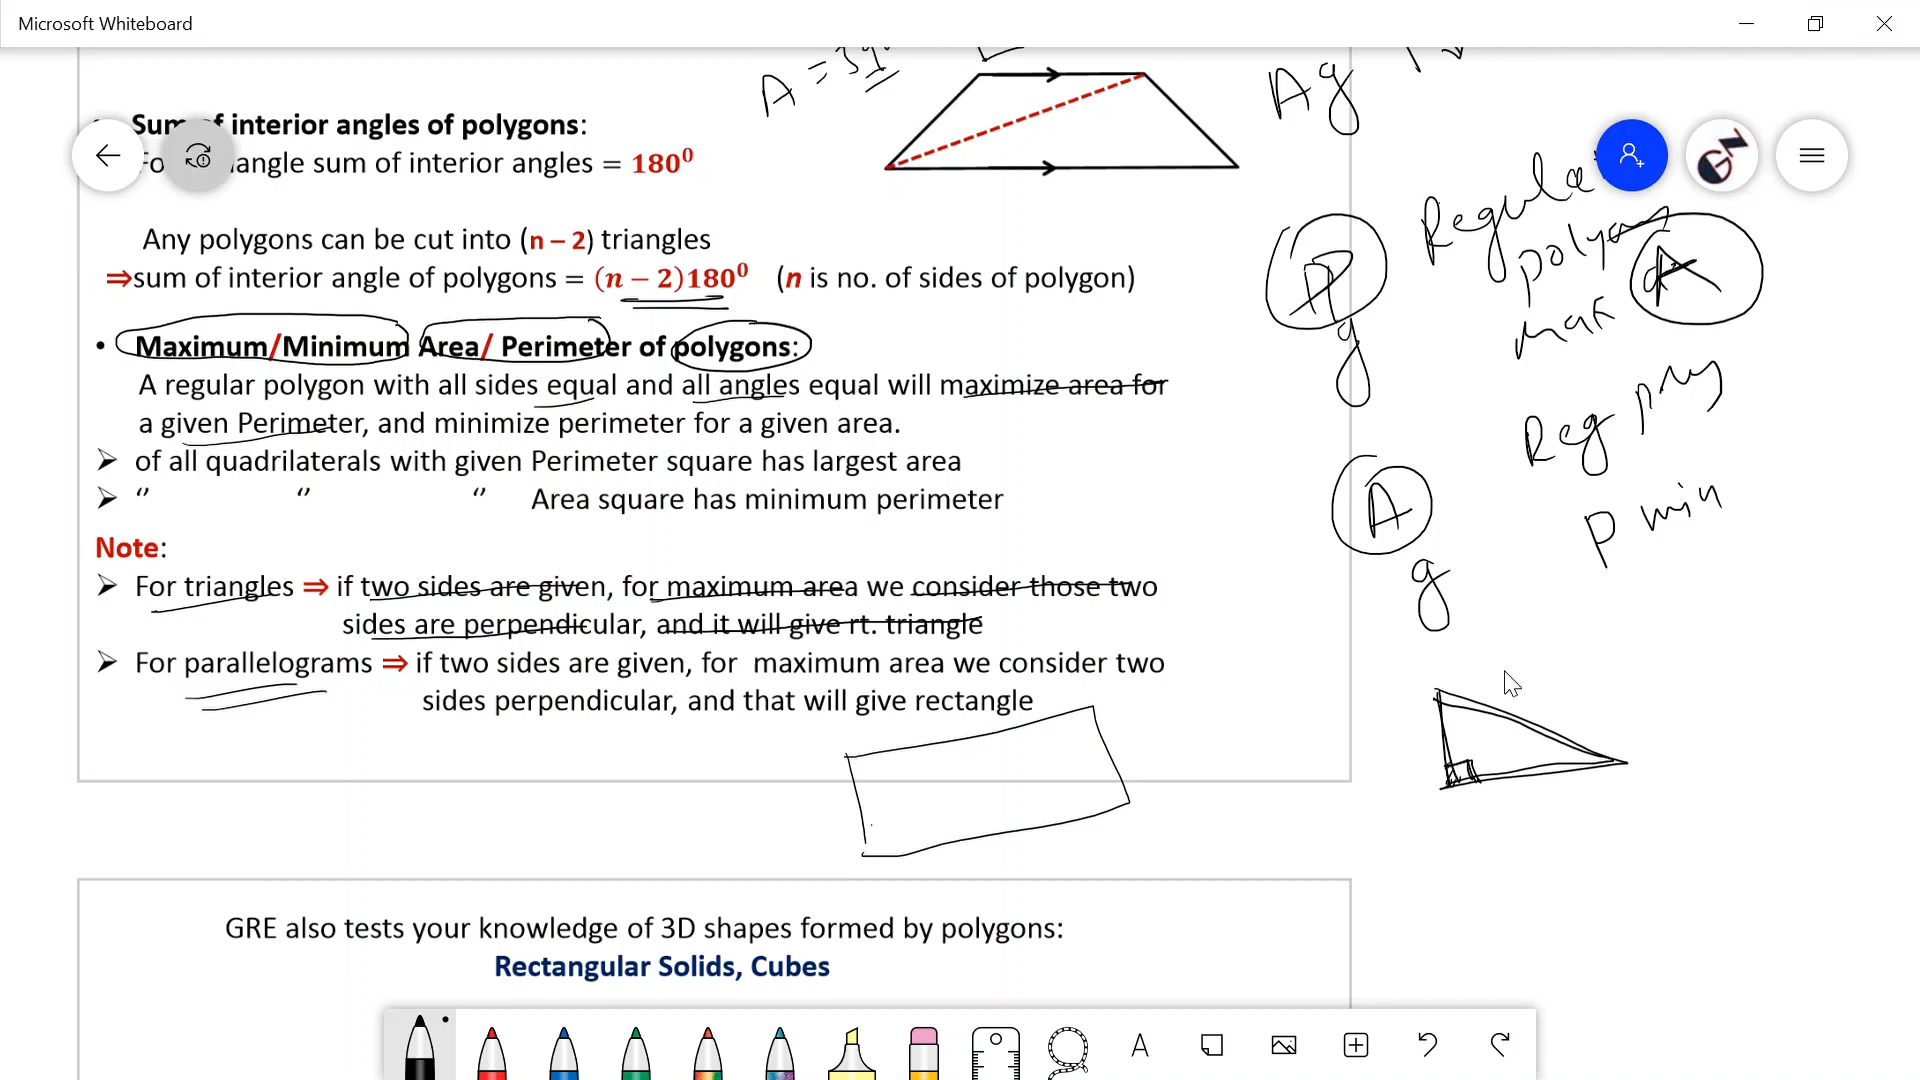 Microsoft Whiteboard
A = 39.
A g
Sum of interior angles of polygons:
angle sum of interior angles = 180⁰
Any polygons can be cut into (n – 2) triangles
⇒sum of interior angle of polygons = (n − 2)180⁰ (n is no. of sides of polygon)
• Maximum/Minimum Area/ Perimeter of polygons:
A regular polygon with all sides equal and all angles equal will maximize area for
a given Perimeter, and minimize perimeter for a given area.
➢ of all quadrilaterals with given Perimeter square has largest area
➢ ‘’ ‘’ ‘’ Area square has minimum perimeter
Note:
➢ For triangles ⇒ if two sides are given, for maximum area we consider those two
sides are perpendicular, and it will give rt. triangle
➢ For parallelograms ⇒ if two sides are given, for maximum area we consider two
sides perpendicular, and that will give rectangle
Regular
P
g
max A
Reg poly
A
g
P min
GRE also tests your knowledge of 3D shapes formed by polygons:
Rectangular Solids, Cubes